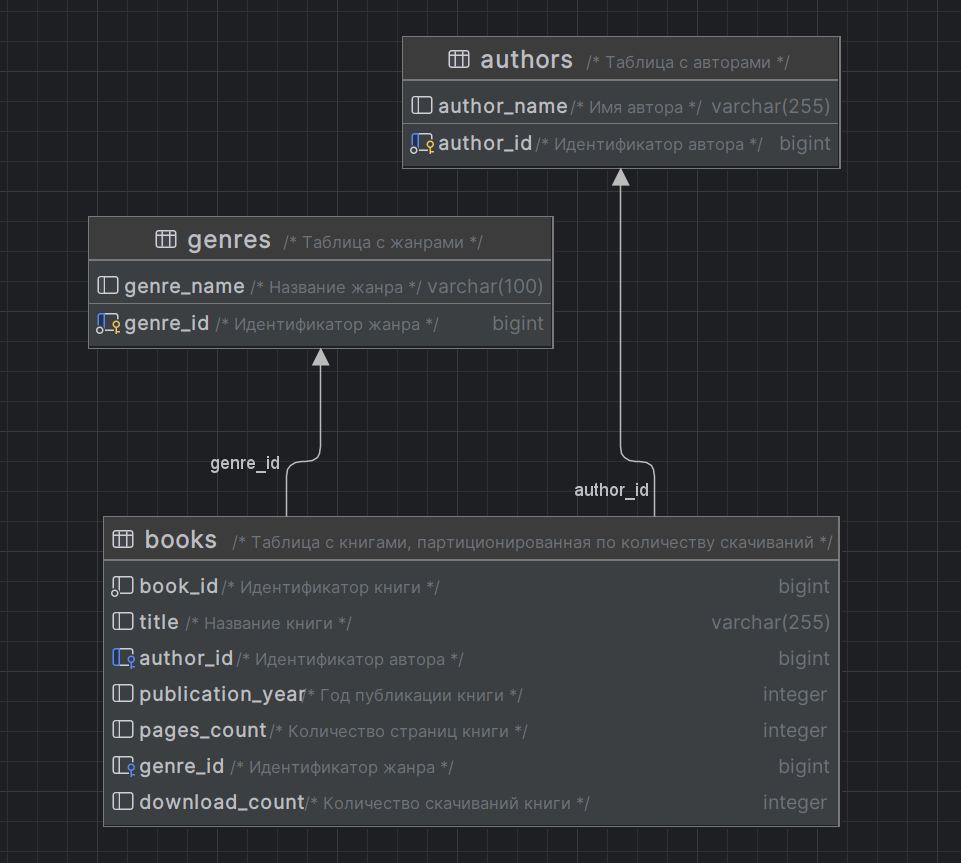 authors /* Таблица с авторами */
author_name /* Имя автора */ varchar(255)
author_id /* Идентификатор автора */ bigint
genres /* Таблица с жанрами */
genre_name /* Название жанра */ varchar(100)
genre_id /* Идентификатор жанра */ bigint
genre_id
author_id
books /* Таблица с книгами, партиционированная по количеству скачиваний */
book_id /* Идентификатор книги */ bigint
title /* Название книги */ varchar(255)
author_id /* Идентификатор автора */ bigint
publication_year /* Год публикации книги */ integer
pages_count /* Количество страниц книги */ integer
genre_id /* Идентификатор жанра */ bigint
download_count /* Количество скачиваний книги */ integer